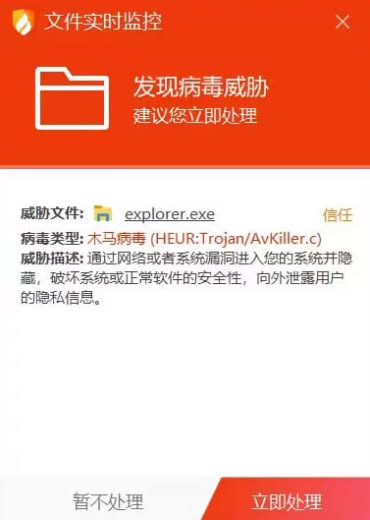 文件实时监控
发现病毒威胁
建议您立即处理
威胁文件: explorer.exe 信任
病毒类型: 木马病毒 (HEUR:Trojan/AvKiller.c)
威胁描述: 通过网络或者系统漏洞进入您的系统并隐
藏，破坏系统或正常软件的安全性，向外泄露用户
的隐私信息。
暂不处理 立即处理